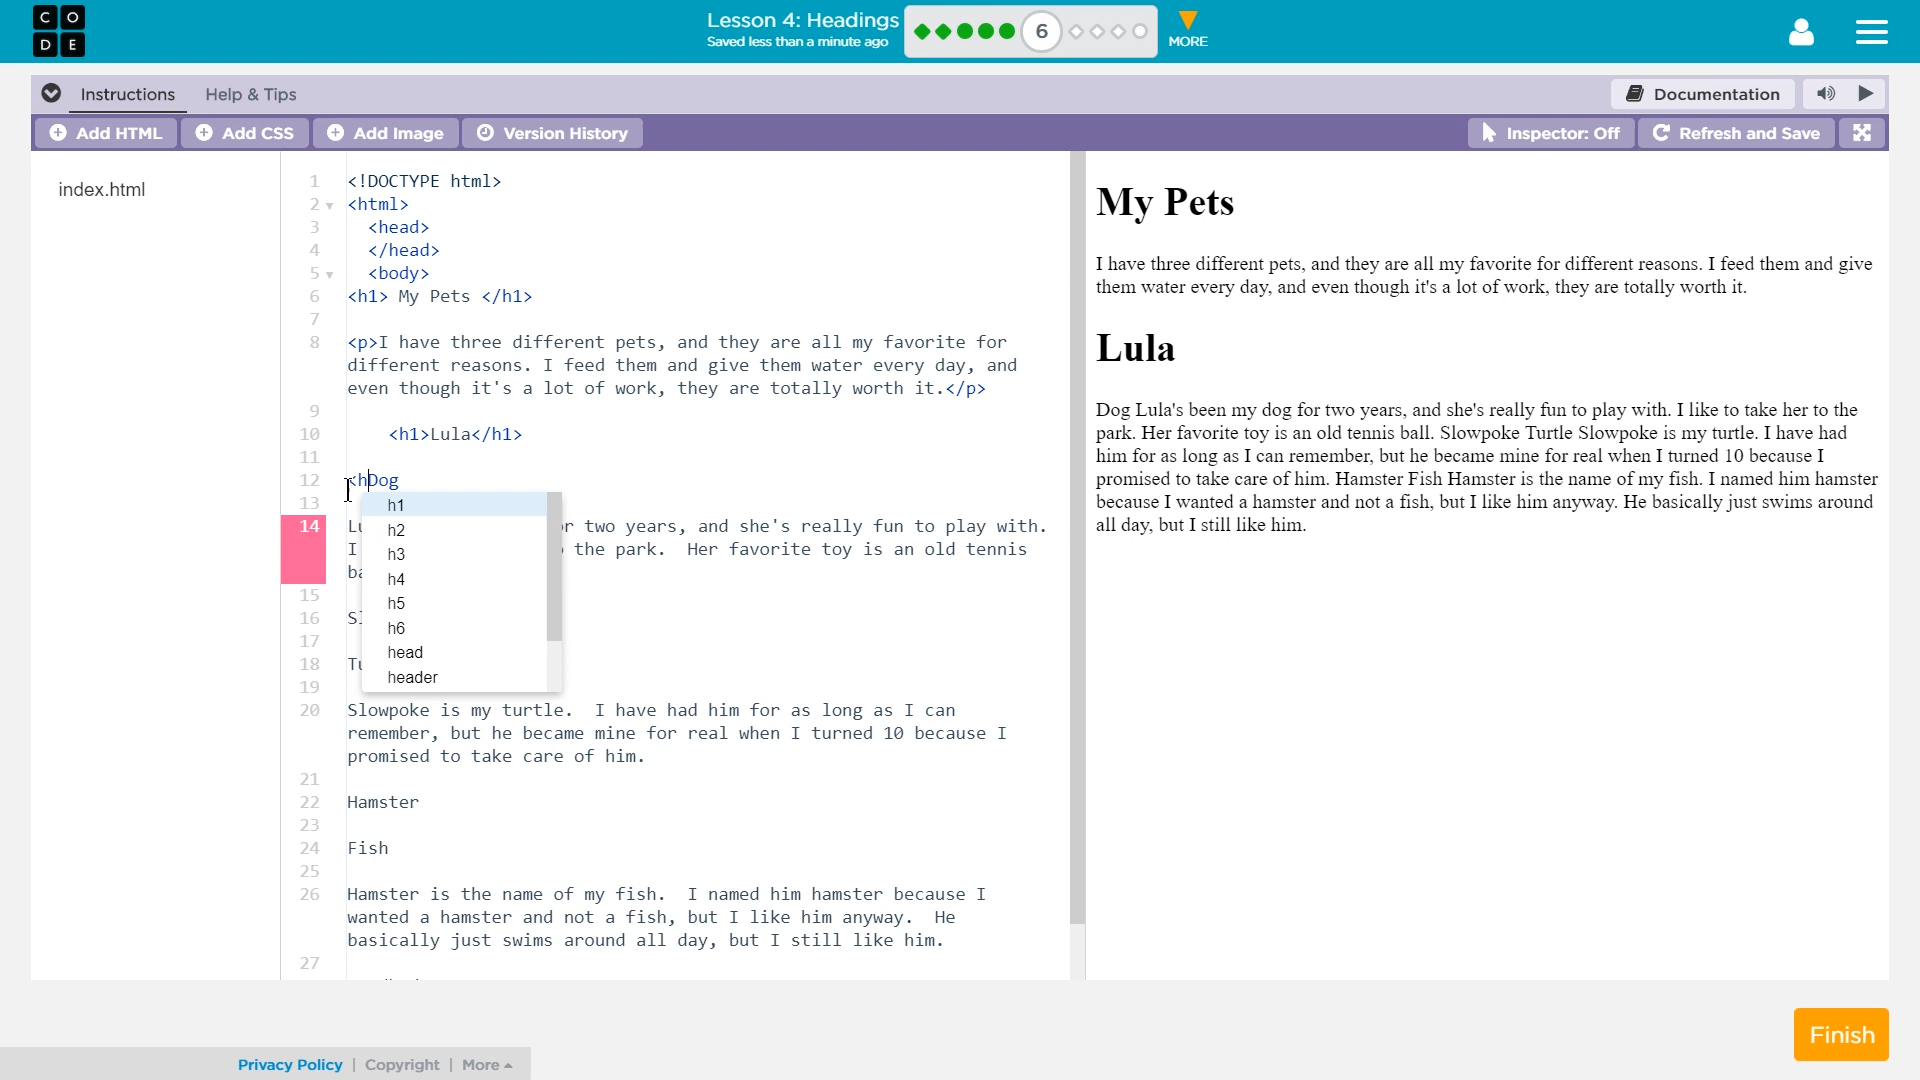 C O
D E
Lesson 4: Headings
Saved less than a minute ago
6
MORE
Instructions
Help & Tips
Documentation
Add HTML
Add CSS
Add Image
Version History
Inspector: Off
Refresh and Save
index.html
1 <!DOCTYPE html>
2 <html>
3 <head>
4 </head>
5 <body>
6 <h1> My Pets </h1>
7
8 <p>I have three different pets, and they are all my favorite for
different reasons. I feed them and give them water every day, and
even though it's a lot of work, they are totally worth it.</p>
9
10 <h1>Lula</h1>
11
12 <hDog
13
14 Lu r two years, and she's really fun to play with.
I the park.  Her favorite toy is an old tennis
ba
15
16 Sl
17
18 Tu
19
20 Slowpoke is my turtle.  I have had him for as long as I can
remember, but he became mine for real when I turned 10 because I
promised to take care of him.
21
22 Hamster
23
24 Fish
25
26 Hamster is the name of my fish.  I named him hamster because I
wanted a hamster and not a fish, but I like him anyway.  He
basically just swims around all day, but I still like him.
27
h1
h2
h3
h4
h5
h6
head
header
My Pets
I have three different pets, and they are all my favorite for different reasons. I feed them and give
them water every day, and even though it's a lot of work, they are totally worth it.
Lula
Dog Lula's been my dog for two years, and she's really fun to play with. I like to take her to the
park. Her favorite toy is an old tennis ball. Slowpoke Turtle Slowpoke is my turtle. I have had
him for as long as I can remember, but he became mine for real when I turned 10 because I
promised to take care of him. Hamster Fish Hamster is the name of my fish. I named him hamster
because I wanted a hamster and not a fish, but I like him anyway. He basically just swims around
all day, but I still like him.
Finish
Privacy Policy | Copyright | More